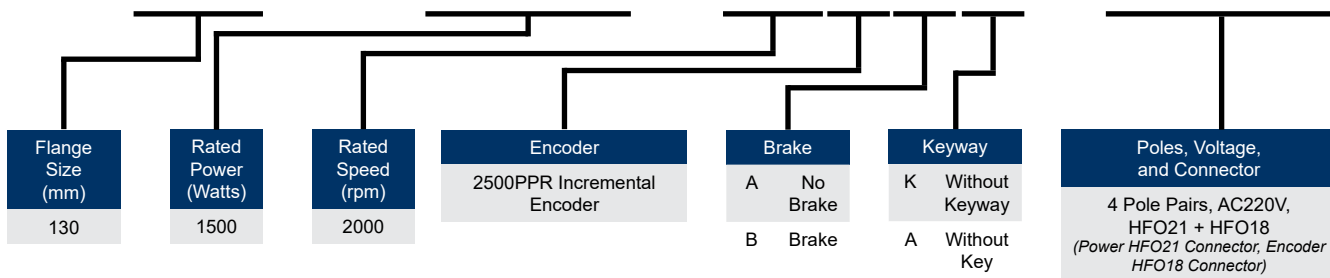 Flange
Size
(mm)
130
Rated
Power
(Watts)
1500
Rated
Speed
(rpm)
2000
Encoder
2500PPR Incremental
Encoder
Brake
A No
Brake
B Brake
Keyway
K Without
Keyway
A Without
Key
Poles, Voltage,
and Connector
4 Pole Pairs, AC220V,
HFO21 + HFO18
(Power HFO21 Connector, Encoder
HFO18 Connector)